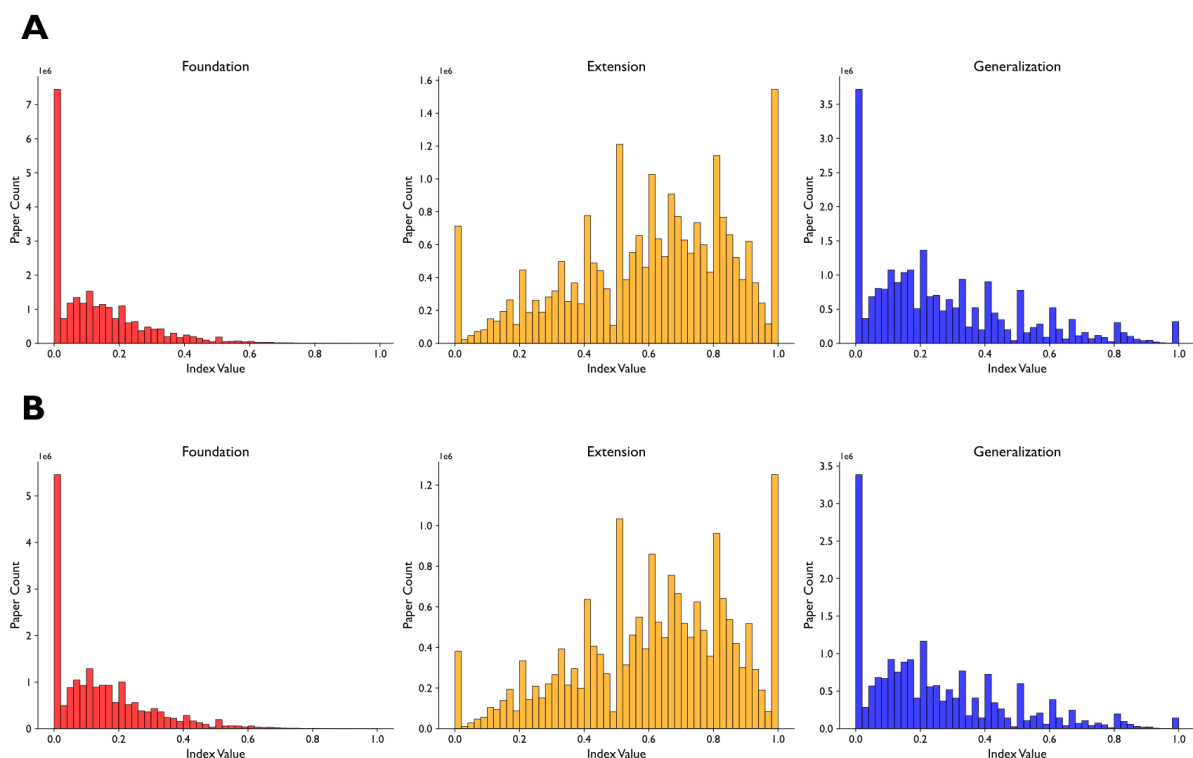 A
Foundation
Extension
Generalization
1e6
1e6
1e6
Paper Count
Paper Count
Paper Count
7
6
5
4
3
2
1
0
1.6
1.4
1.2
1.0
0.8
0.6
0.4
0.2
0.0
3.5
3.0
2.5
2.0
1.5
1.0
0.5
0.0
0.0 0.2 0.4 0.6 0.8 1.0
0.0 0.2 0.4 0.6 0.8 1.0
0.0 0.2 0.4 0.6 0.8 1.0
Index Value
Index Value
Index Value
B
Foundation
Extension
Generalization
1e6
1e6
1e6
Paper Count
Paper Count
Paper Count
5
4
3
2
1
0
1.2
1.0
0.8
0.6
0.4
0.2
0.0
3.5
3.0
2.5
2.0
1.5
1.0
0.5
0.0
0.0 0.2 0.4 0.6 0.8 1.0
0.0 0.2 0.4 0.6 0.8 1.0
0.0 0.2 0.4 0.6 0.8 1.0
Index Value
Index Value
Index Value